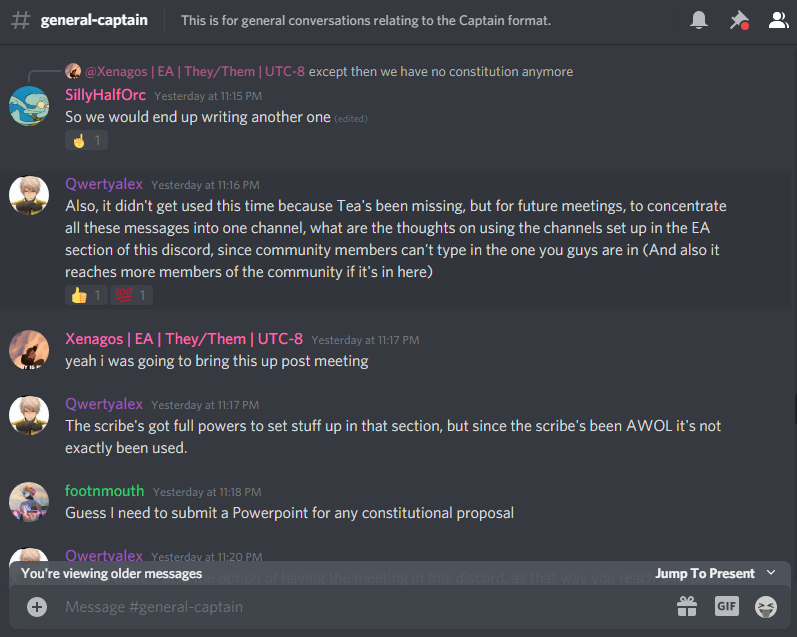 # general-captain This is for general conversations relating to the Captain format.
@Xenagos | EA | They/Them | UTC-8 except then we have no constitution anymore
SillyHalfOrc Yesterday at 11:15 PM
So we would end up writing another one (edited)
1
Qwertyalex Yesterday at 11:16 PM
Also, it didn't get used this time because Tea's been missing, but for future meetings, to concentrate
all these messages into one channel, what are the thoughts on using the channels set up in the EA
section of this discord, since community members can't type in the one you guys are in (And also it
reaches more members of the community if it's in here)
1 100 1
Xenagos | EA | They/Them | UTC-8 Yesterday at 11:17 PM
yeah i was going to bring this up post meeting
Qwertyalex Yesterday at 11:17 PM
The scribe's got full powers to set stuff up in that section, but since the scribe's been AWOL it's not
exactly been used.
footnmouth Yesterday at 11:18 PM
Guess I need to submit a Powerpoint for any constitutional proposal
Qwertyalex Yesterday at 11:20 PM
the option of having the meeting in this discord, as that way you reach
You're viewing older messages Jump To Present
Message #general-captain GIF